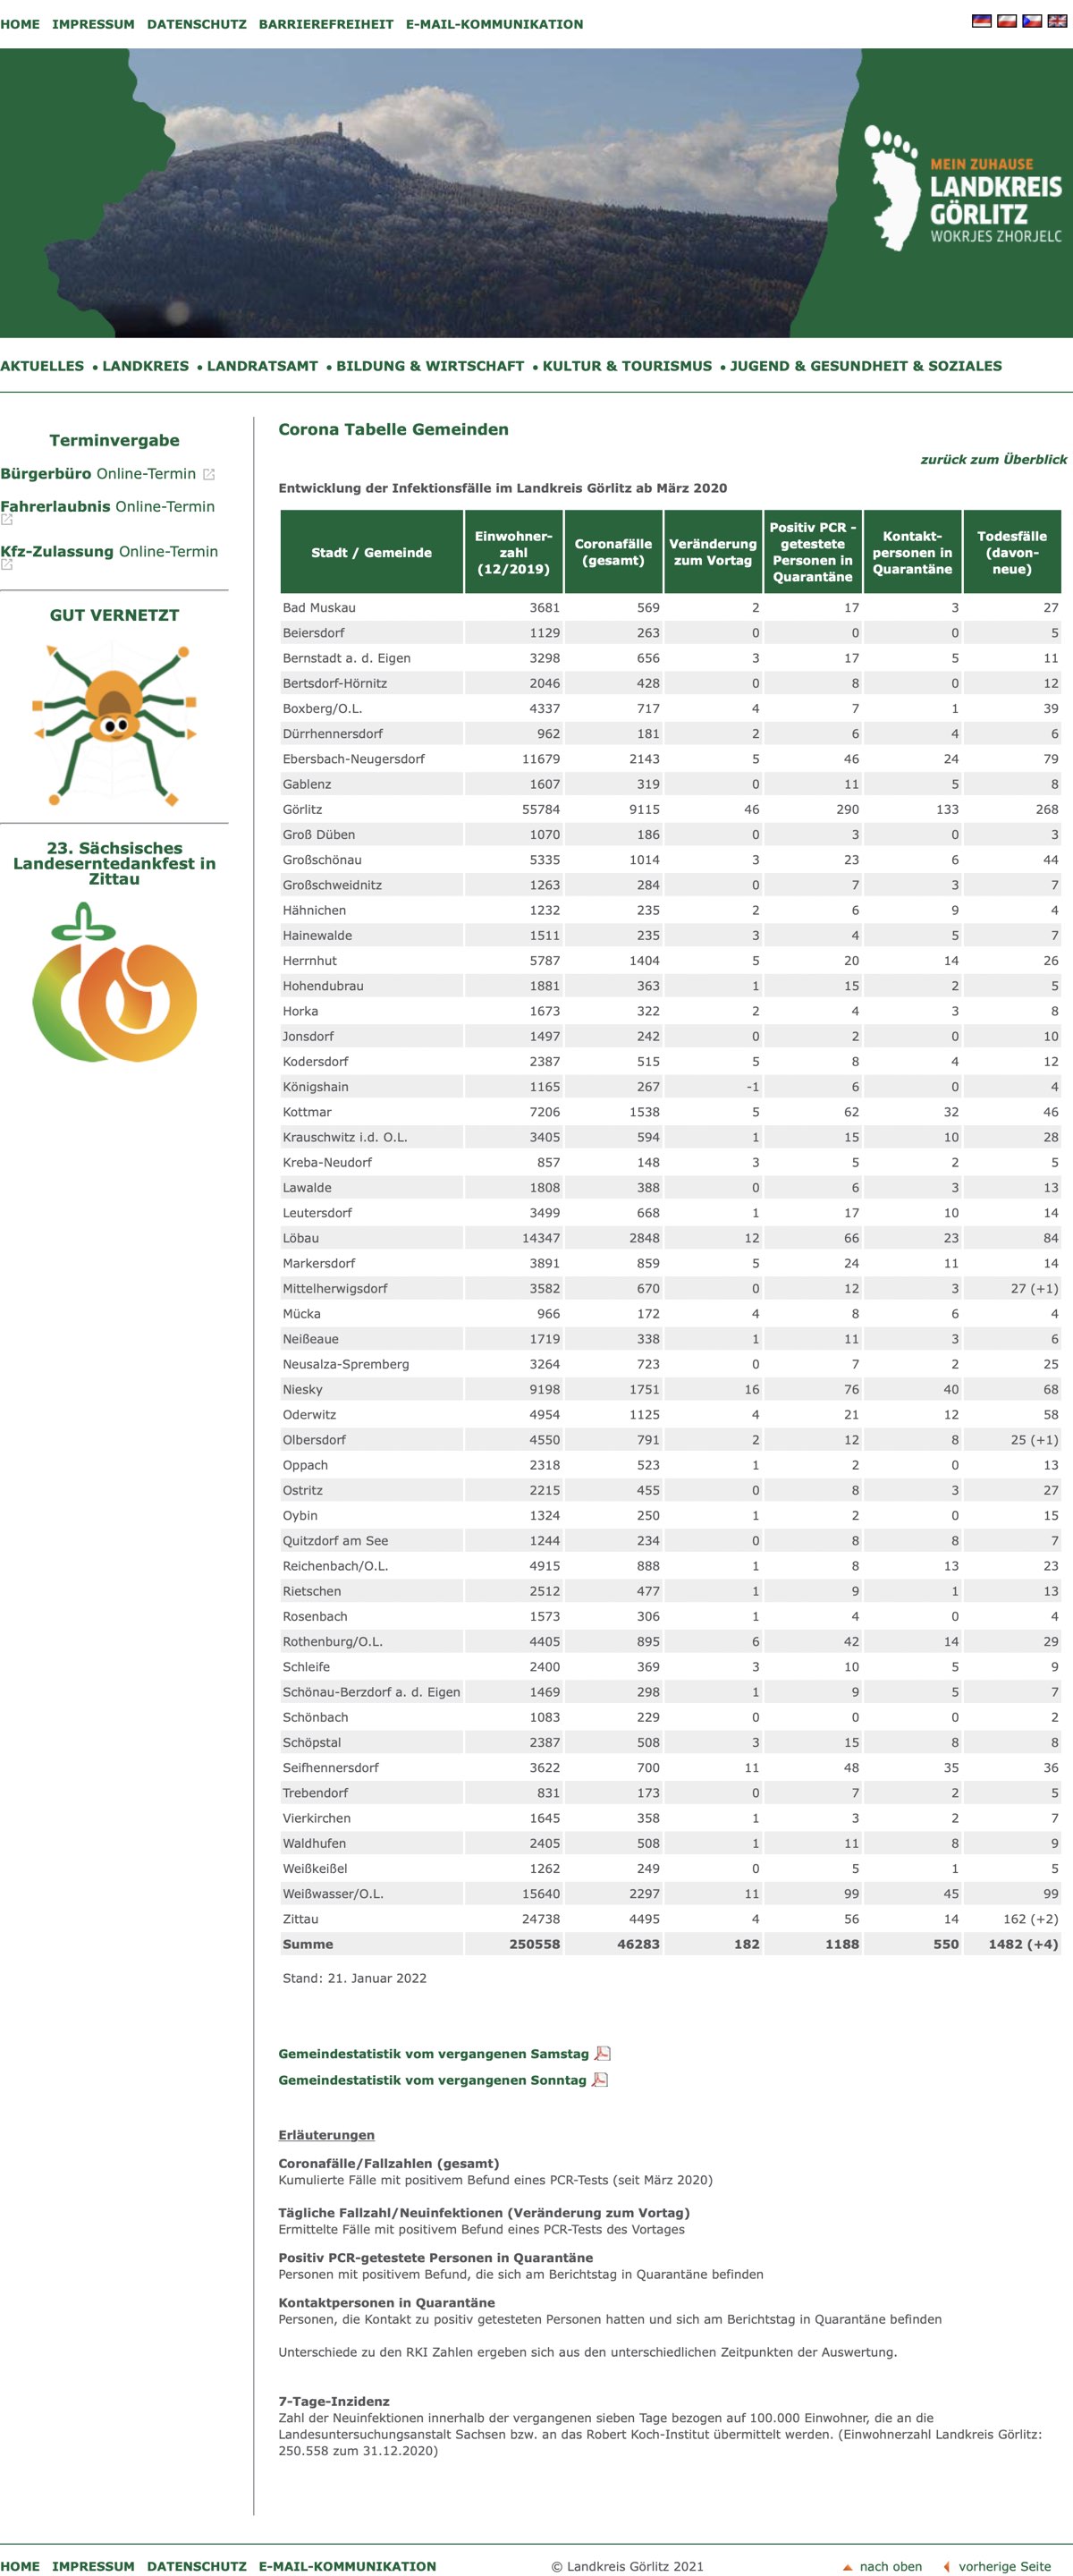 HOME IMPRESSUM DATENSCHUTZ BARRIEREFREIHEIT E-MAIL-KOMMUNIKATION
MEIN ZUHAUSE
LANDKREIS
GÖRLITZ
WOKRJES ZHORJELC
AKTUELLES • LANDKREIS • LANDRATSAMT • BILDUNG & WIRTSCHAFT • KULTUR & TOURISMUS • JUGEND & GESUNDHEIT & SOZIALES
Terminvergabe
Bürgerbüro Online-Termin
Fahrerlaubnis Online-Termin
Kfz-Zulassung Online-Termin
GUT VERNETZT
23. Sächsisches
Landeserntedankfest in
Zittau
Corona Tabelle Gemeinden
zurück zum Überblick
Entwicklung der Infektionsfälle im Landkreis Görlitz ab März 2020
Stadt / Gemeinde
Einwohner-
zahl
(12/2019)
Coronafälle
(gesamt)
Veränderung
zum Vortag
Positiv PCR -
getestete
Personen in
Quarantäne
Kontakt-
personen in
Quarantäne
Todesfälle
(davon-
neue)
Bad Muskau 3681 569 2 17 3 27
Beiersdorf 1129 263 0 0 0 5
Bernstadt a. d. Eigen 3298 656 3 17 5 11
Bertsdorf-Hörnitz 2046 428 0 8 0 12
Boxberg/O.L. 4337 717 4 7 1 39
Dürrhennersdorf 962 181 2 6 4 6
Ebersbach-Neugersdorf 11679 2143 5 46 24 79
Gablenz 1607 319 0 11 5 8
Görlitz 55784 9115 46 290 133 268
Groß Düben 1070 186 0 3 0 3
Großschönau 5335 1014 3 23 6 44
Großschweidnitz 1263 284 0 7 3 7
Hähnichen 1232 235 2 6 9 4
Hainewalde 1511 235 3 4 5 7
Herrnhut 5787 1404 5 20 14 26
Hohendubrau 1881 363 1 15 2 5
Horka 1673 322 2 4 3 8
Jonsdorf 1497 242 0 2 0 10
Kodersdorf 2387 515 5 8 4 12
Königshain 1165 267 -1 6 0 4
Kottmar 7206 1538 5 62 32 46
Krauschwitz i.d. O.L. 3405 594 1 15 10 28
Kreba-Neudorf 857 148 3 5 2 5
Lawalde 1808 388 0 6 3 13
Leutersdorf 3499 668 1 17 10 14
Löbau 14347 2848 12 66 23 84
Markersdorf 3891 859 5 24 11 14
Mittelherwigsdorf 3582 670 0 12 3 27 (+1)
Mücka 966 172 4 8 6 4
Neißeaue 1719 338 1 11 3 6
Neusalza-Spremberg 3264 723 0 7 2 25
Niesky 9198 1751 16 76 40 68
Oderwitz 4954 1125 4 21 12 58
Olbersdorf 4550 791 2 12 8 25 (+1)
Oppach 2318 523 1 2 0 13
Ostritz 2215 455 0 8 3 27
Oybin 1324 250 1 2 0 15
Quitzdorf am See 1244 234 0 8 8 7
Reichenbach/O.L. 4915 888 1 8 13 23
Rietschen 2512 477 1 9 1 13
Rosenbach 1573 306 1 4 0 4
Rothenburg/O.L. 4405 895 6 42 14 29
Schleife 2400 369 3 10 5 9
Schönau-Berzdorf a. d. Eigen 1469 298 1 9 5 7
Schönbach 1083 229 0 0 0 2
Schöpstal 2387 508 3 15 8 8
Seifhennersdorf 3622 700 11 48 35 36
Trebendorf 831 173 0 7 2 5
Vierkirchen 1645 358 1 3 2 7
Waldhufen 2405 508 1 11 8 9
Weißkeißel 1262 249 0 5 1 5
Weißwasser/O.L. 15640 2297 11 99 45 99
Zittau 24738 4495 4 56 14 162 (+2)
Summe 250558 46283 182 1188 550 1482 (+4)
Stand: 21. Januar 2022
Gemeindestatistik vom vergangenen Samstag
Gemeindestatistik vom vergangenen Sonntag
Erläuterungen
Coronafälle/Fallzahlen (gesamt)
Kumulierte Fälle mit positivem Befund eines PCR-Tests (seit März 2020)
Tägliche Fallzahl/Neuinfektionen (Veränderung zum Vortag)
Ermittelte Fälle mit positivem Befund eines PCR-Tests des Vortages
Positiv PCR-getestete Personen in Quarantäne
Personen mit positivem Befund, die sich am Berichtstag in Quarantäne befinden
Kontaktpersonen in Quarantäne
Personen, die Kontakt zu positiv getesteten Personen hatten und sich am Berichtstag in Quarantäne befinden
Unterschiede zu den RKI Zahlen ergeben sich aus den unterschiedlichen Zeitpunkten der Auswertung.
7-Tage-Inzidenz
Zahl der Neuinfektionen innerhalb der vergangenen sieben Tage bezogen auf 100.000 Einwohner, die an die
Landesuntersuchungsanstalt Sachsen bzw. an das Robert Koch-Institut übermittelt werden. (Einwohnerzahl Landkreis Görlitz:
250.558 zum 31.12.2020)
HOME IMPRESSUM DATENSCHUTZ E-MAIL-KOMMUNIKATION © Landkreis Görlitz 2021 nach oben vorherige Seite